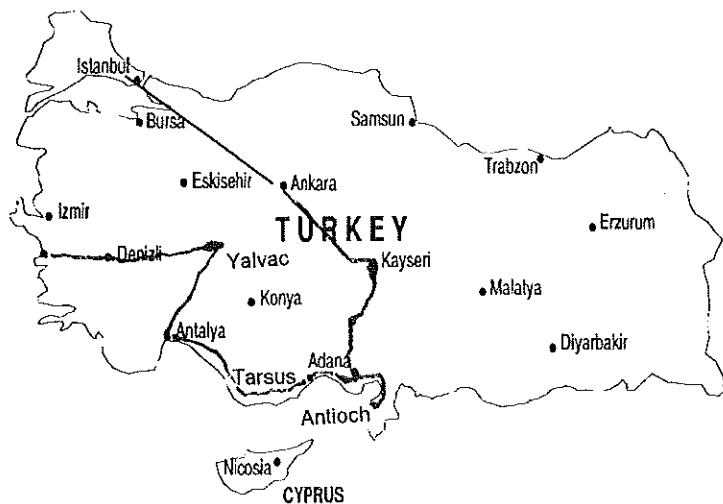 Istanbul
Bursa
Samsun
Trabzon
Eskisehir
Ankara
Izmir
TURKEY
Erzurum
Denizli
Yalvac
Kayseri
Konya
Malatya
Antalya
Diyarbakir
Tarsus
Adana
Antioch
Nicosia
CYPRUS